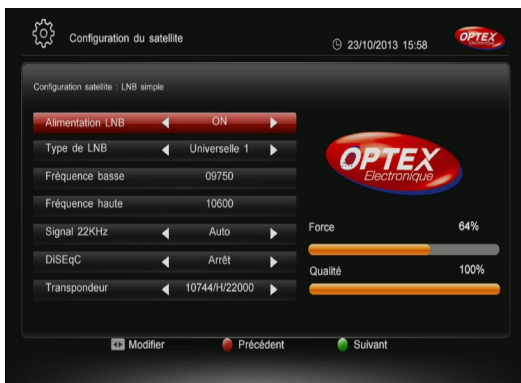 Configuration du satellite
23/10/2013 15:58
OPTEX
Electronique
Configuration satellite : LNB simple
Alimentation LNB ON
Type de LNB Universelle 1
Fréquence basse 09750
Fréquence haute 10600
Signal 22KHz Auto
DiSEqC Arrêt
Transpondeur 10744/H/22000
OPTEX
Electronique
Force 64%
Qualité 100%
Modifier Précédent Suivant